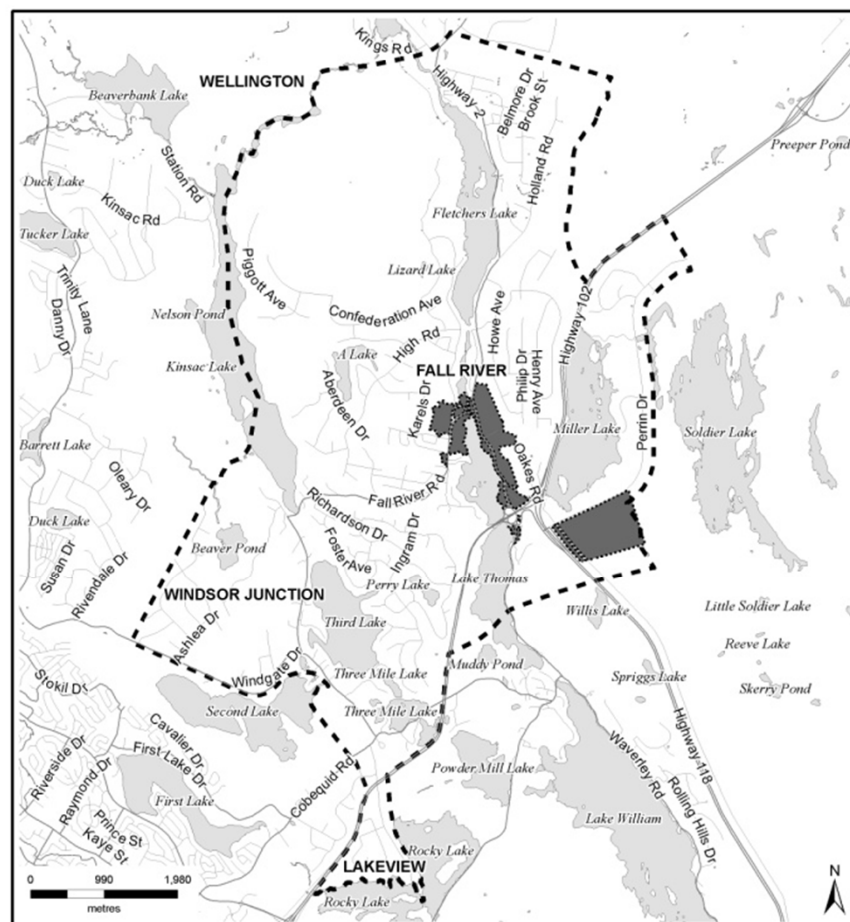 Kings Rd
WELLINGTON
Highway 2
Beaverbank Lake
Belmore Dr
Brook St
Preeper Pond
Station Rd
Holland Rd
Duck Lake
Kinsac Rd
Fletchers Lake
Tucker Lake
Piggott Ave
Lizard Lake
Trinity Lane
Danny Dr
Nelson Pond
Confederation Ave
Howe Ave
Highway 102
High Rd
A Lake
Kinsac Lake
FALL RIVER
Philip Dr
Henry Ave
Aberdeen Dr
Karels Dr
Perrin Dr
Miller Lake
Soldier Lake
Barrett Lake
Oakes Rd
Oleary Dr
Fall River Rd
Richardson Dr
Duck Lake
Ingram Dr
Foster Ave
Beaver Pond
Susan Dr
Rivendale Dr
Perry Lake
Lake Thomas
WINDSOR JUNCTION
Willis Lake
Little Soldier Lake
Third Lake
Ashlea Dr
Reeve Lake
Windgate Dr
Muddy Pond
Three Mile Lake
Spriggs Lake
Stokil D
Skerry Pond
Second Lake
Three Mile Lake
Cavalier Dr
First Lake Dr
Highway 118
Riverside Dr
Raymond Dr
Waverley Rd
Powder Mill Lake
Cobequid Rd
First Lake
Rolling Hills Dr
Lake William
Prince St
Kaye St
Rocky Lake
LAKEVIEW
Rocky Lake
0 990 1,980
metres
N